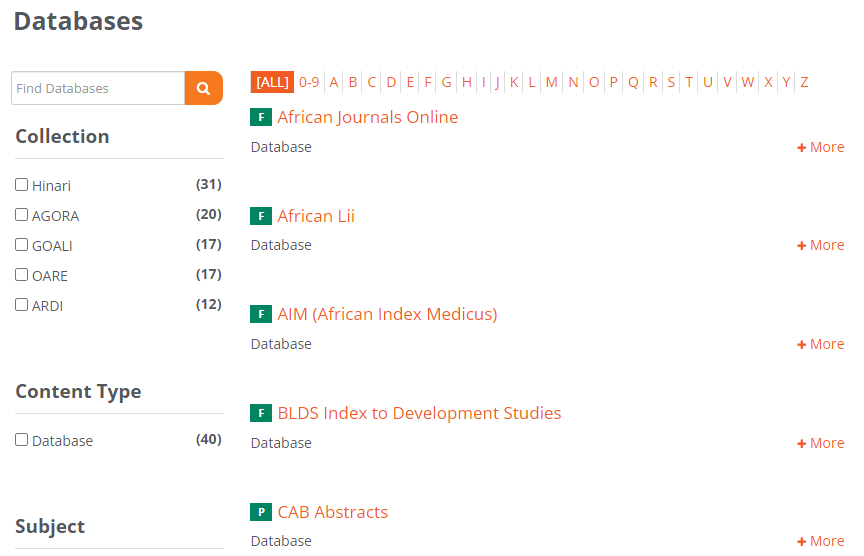 Databases
Find Databases
Collection
Hinari (31)
AGORA (20)
GOALI (17)
OARE (17)
ARDI (12)
Content Type
Database (40)
Subject
[ALL] 0-9 A B C D E F G H I J K L M N O P Q R S T U V W X Y Z
F African Journals Online
Database + More
F African Lii
Database + More
F AIM (African Index Medicus)
Database + More
F BLDS Index to Development Studies
Database + More
P CAB Abstracts
Database + More